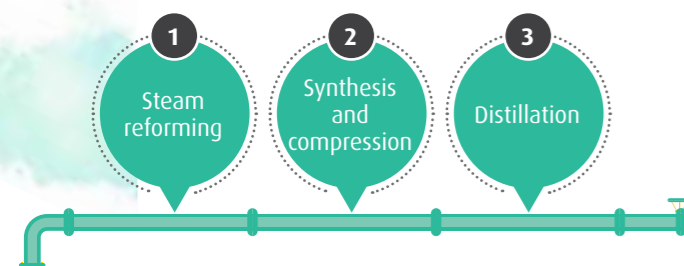 1
Steam
reforming
2
Synthesis
and
compression
3
Distillation